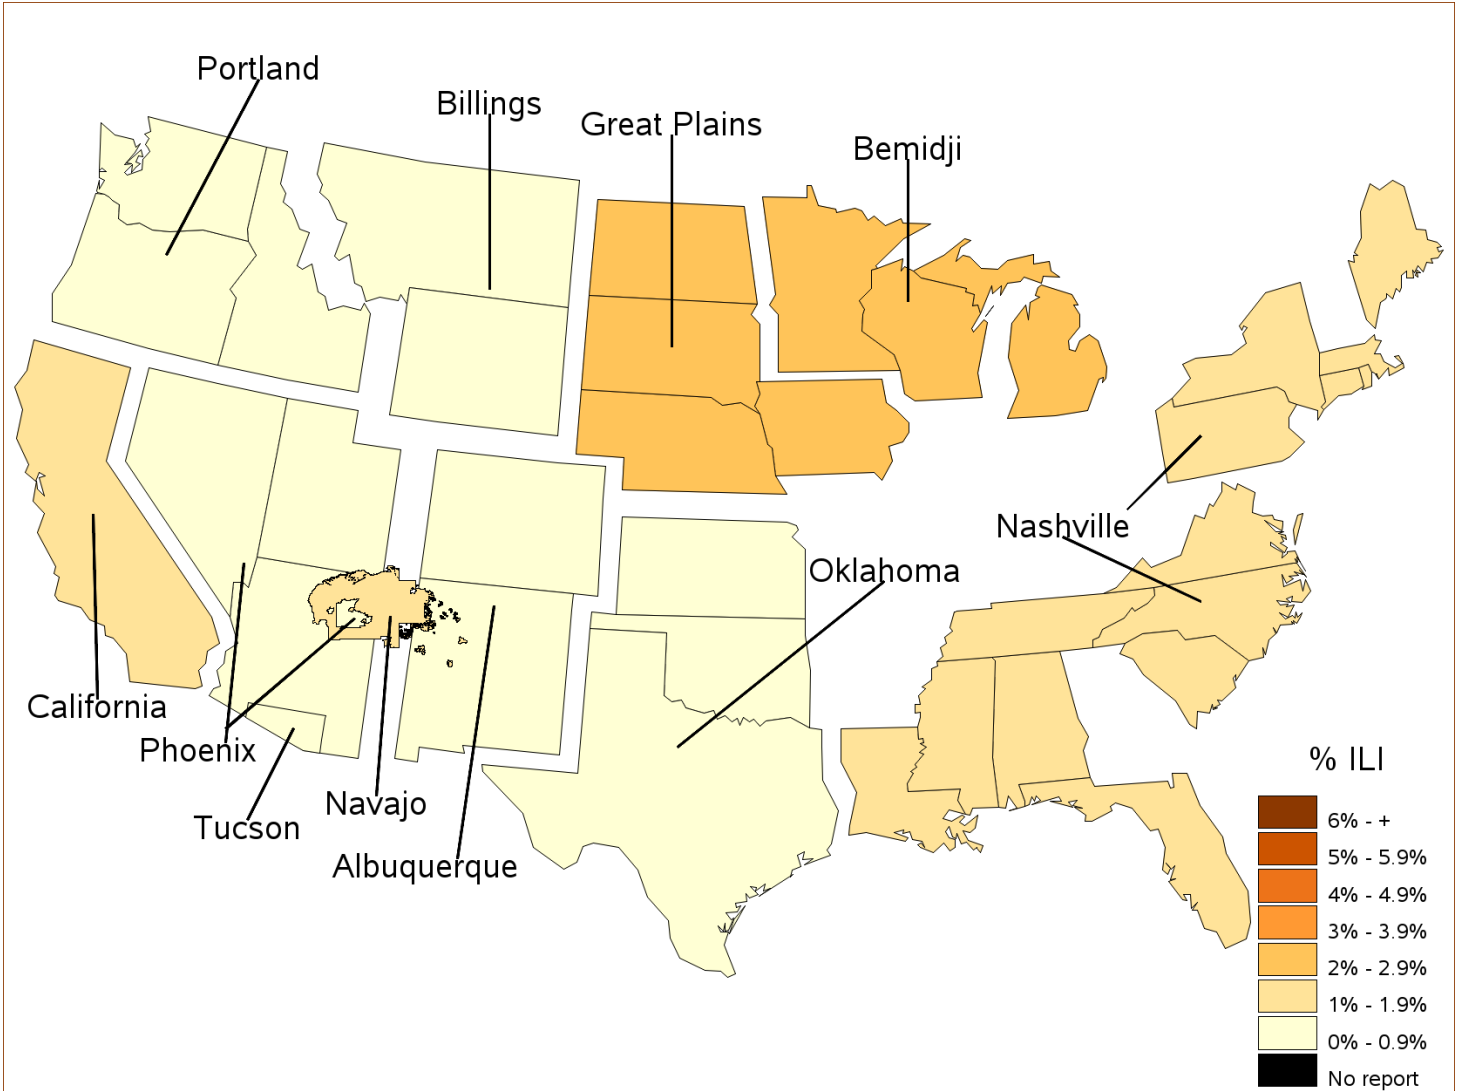 Portland
Billings
Great Plains
Bemidji
Nashville
Oklahoma
California
Phoenix
Navajo
Tucson
Albuquerque
% ILI
6% - +
5% - 5.9%
4% - 4.9%
3% - 3.9%
2% - 2.9%
1% - 1.9%
0% - 0.9%
No report